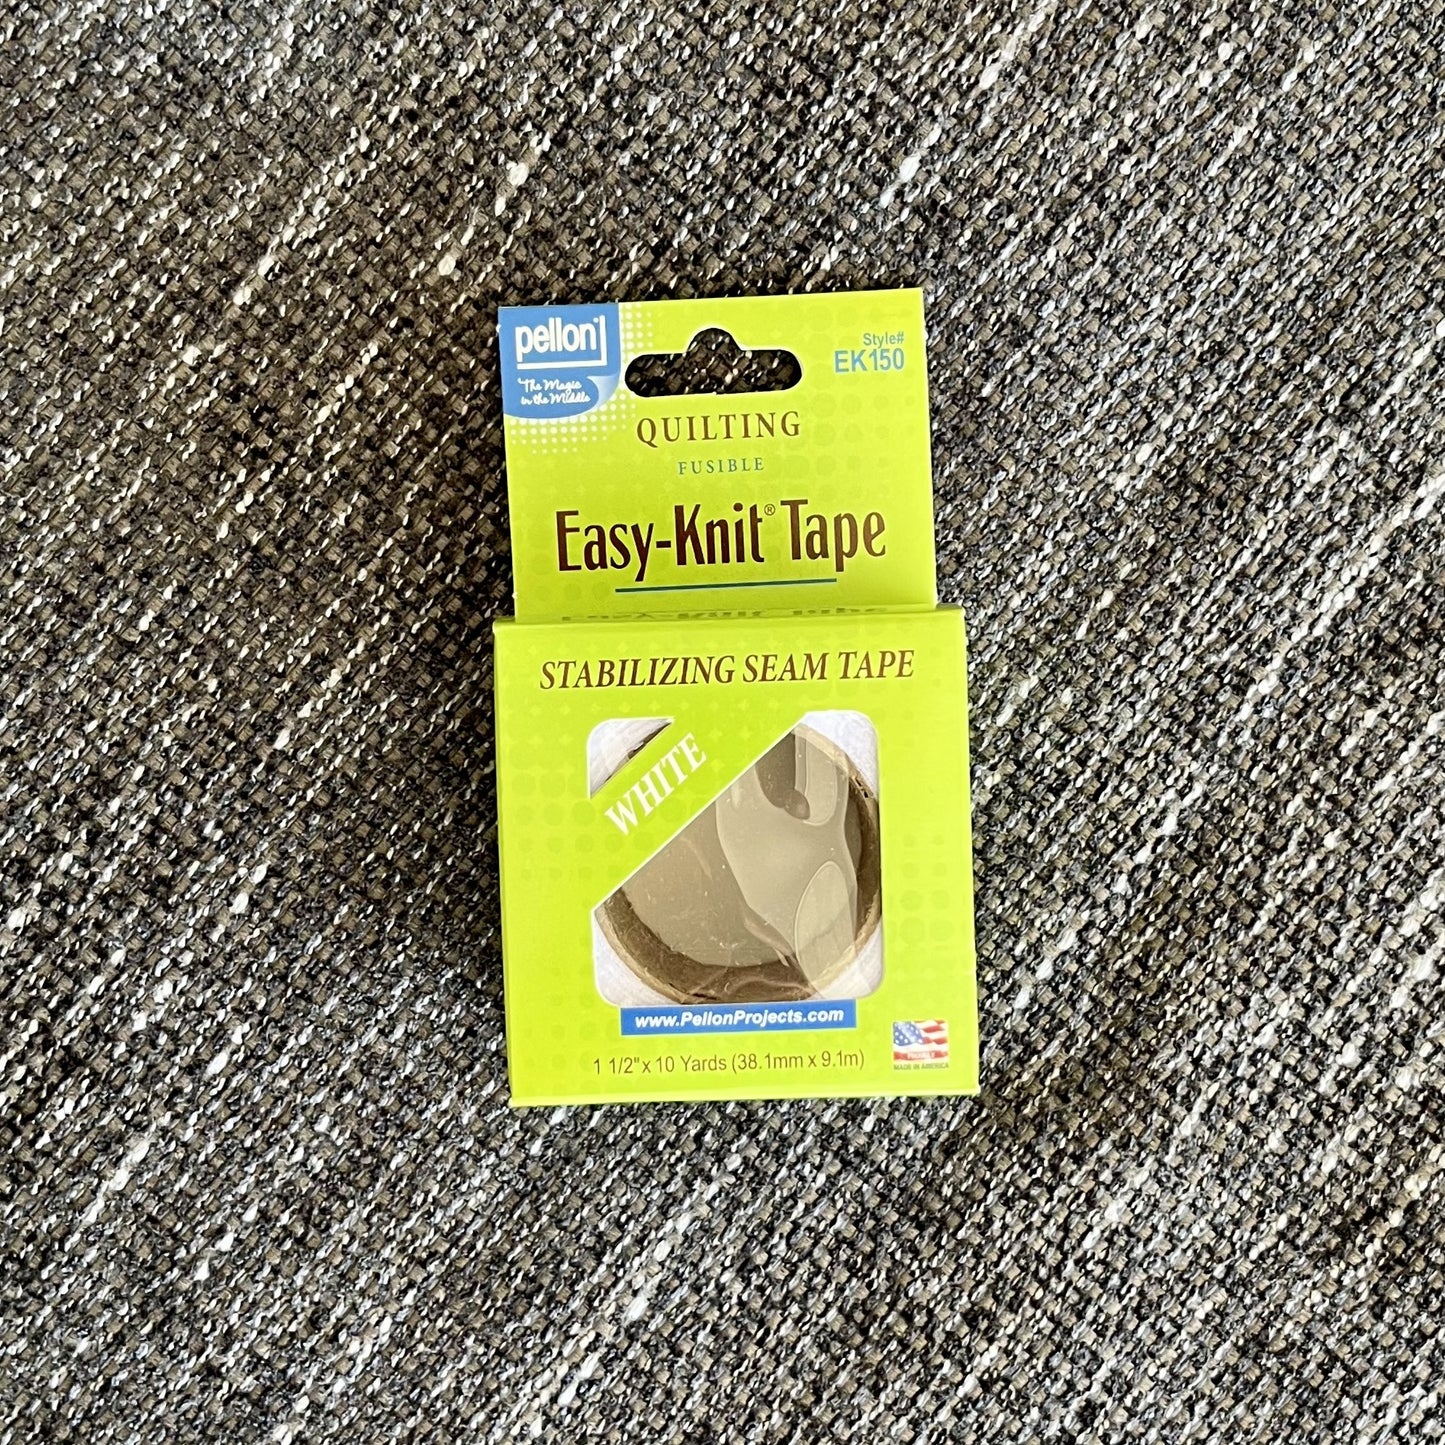 pellon®
The Magic
in the Middle
Style#
EK150
QUILTING
FUSIBLE
Easy-Knit® Tape
STABILIZING SEAM TAPE
WHITE
www.PellonProjects.com
PROUDLY
MADE IN AMERICA
1 1/2" x 10 Yards (38.1mm x 9.1m)